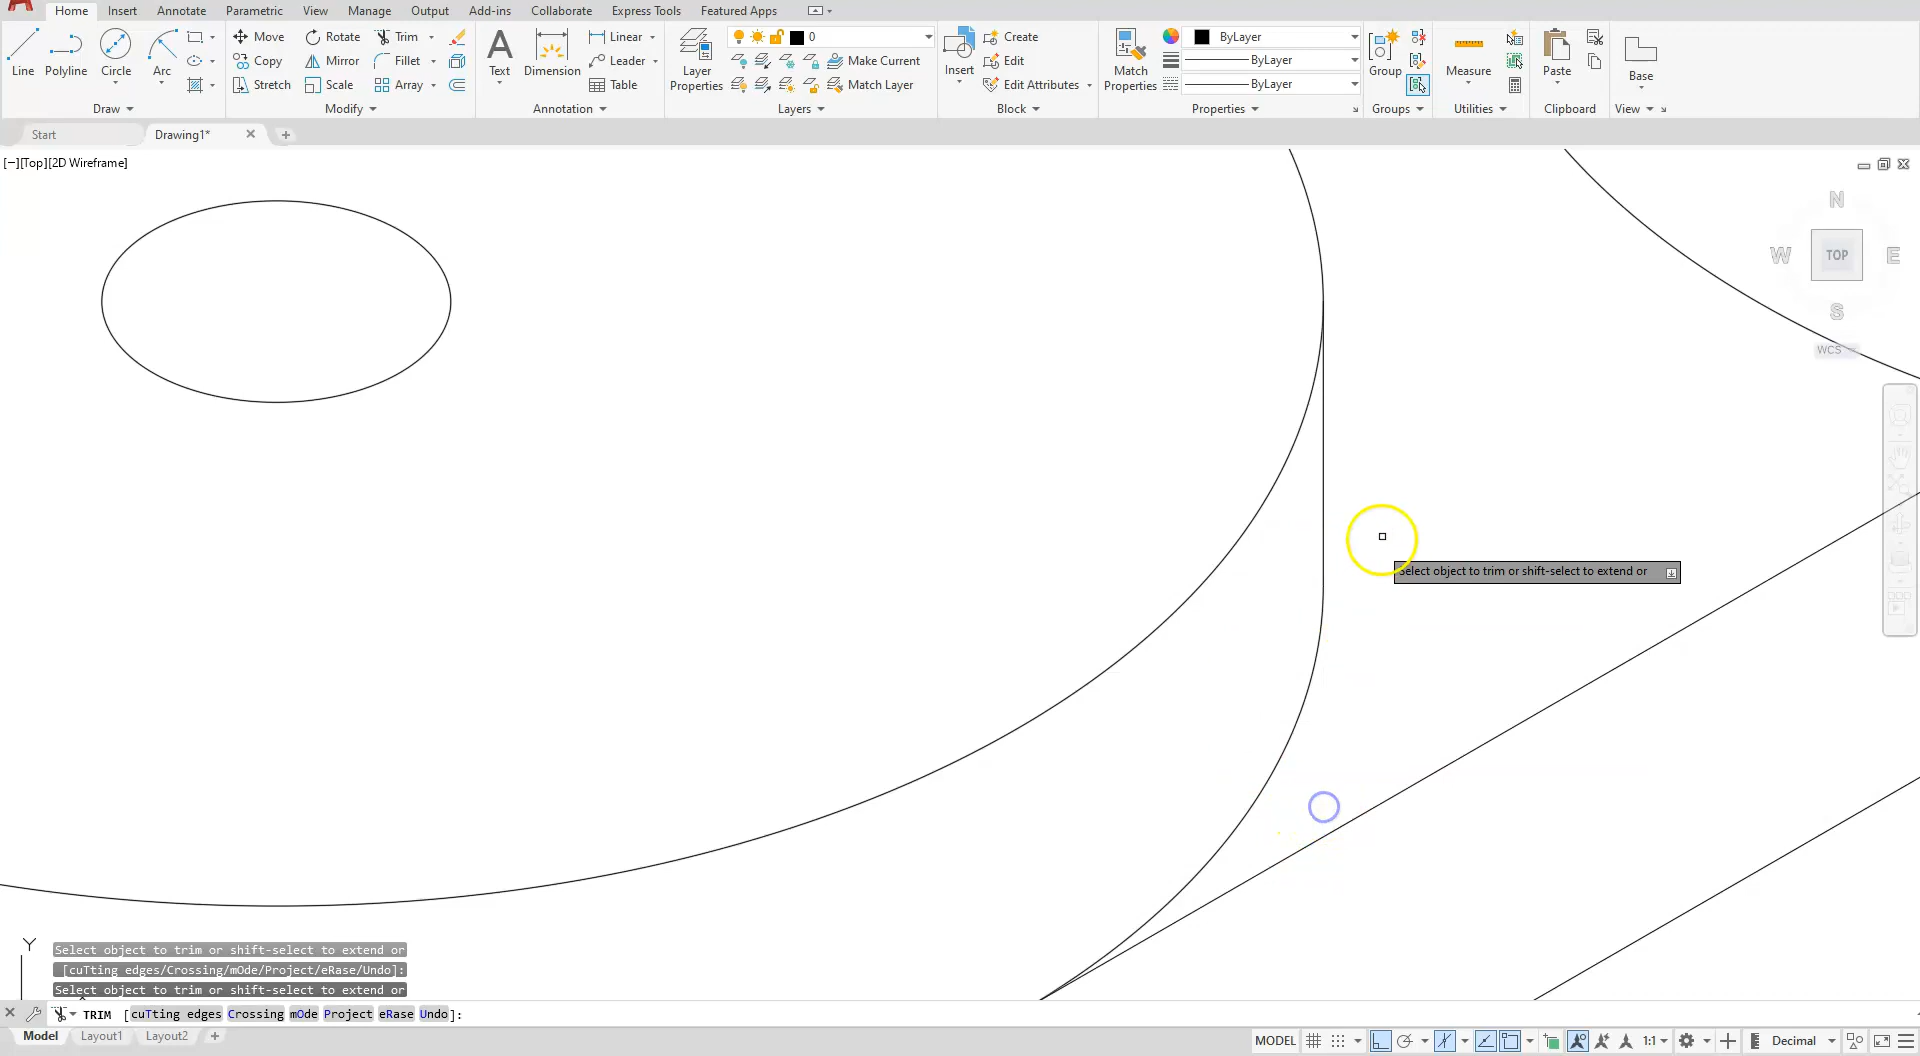 Home Insert Annotate Parametric View Manage Output Add-ins Collaborate Express Tools Featured Apps
Line Polyline Circle Arc
Move Rotate Trim
Copy Mirror Fillet
Stretch Scale Array
Text Dimension
Linear
Leader
Table
Layer Properties
0
Make Current
Match Layer
Insert
Create
Edit
Edit Attributes
Match Properties
ByLayer
ByLayer
ByLayer
Group
Measure
Paste
Base
Draw Modify Annotation Layers Block Properties Groups Utilities Clipboard View
Start Drawing1*
[−][Top][2D Wireframe]
N
W TOP E
S
WCS
Select object to trim or shift-select to extend or
Y
Select object to trim or shift-select to extend or
[cuTting edges/Crossing/mOde/Project/eRase/Undo]:
Select object to trim or shift-select to extend or
TRIM [cuTting edges Crossing mOde Project eRase Undo]:
Model Layout1 Layout2
MODEL 1:1 Decimal